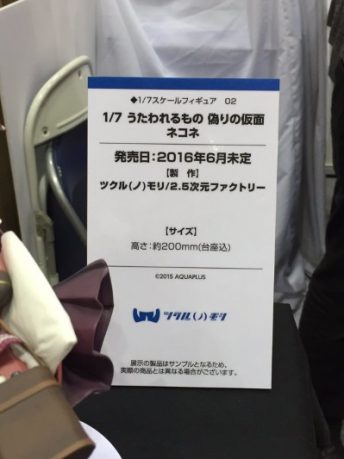 ◆1/7スケールフィギュア 02
1/7 うたわれるもの 偽りの仮面
ネコネ
発売日:2016年6月未定
【製 作】
ツクル(ノ)モリ/2.5次元ファクトリー
【サイズ】
高さ:約200mm(台座込)
©2015 AQUAPLUS
ツクル(ノ)モリ
展示の製品はサンプルとなるため、
実際の商品とは異なる場合がございます。